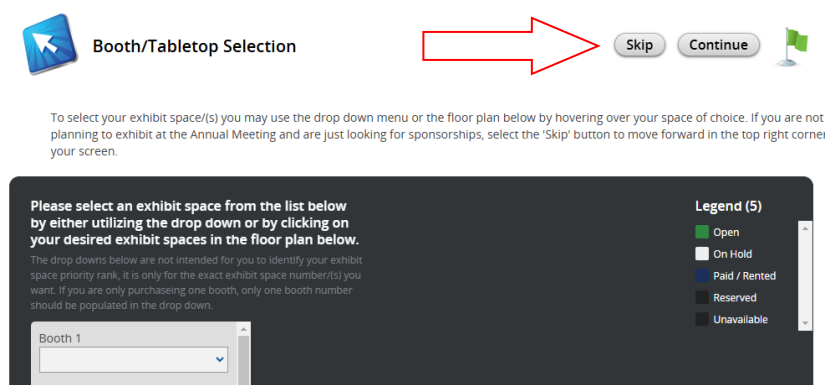 Booth/Tabletop Selection
Skip
Continue
To select your exhibit space/(s) you may use the drop down menu or the floor plan below by hovering over your space of choice. If you are not
planning to exhibit at the Annual Meeting and are just looking for sponsorships, select the 'Skip' button to move forward in the top right corner
your screen.
Please select an exhibit space from the list below
by either utilizing the drop down or by clicking on
your desired exhibit spaces in the floor plan below.
The drop downs below are not intended for you to identify your exhibit
space priority rank, it is only for the exact exhibit space number/(s) you
want. If you are only purchaseing one booth, only one booth number
should be populated in the drop down.
Booth 1
Legend (5)
Open
On Hold
Paid / Rented
Reserved
Unavailable